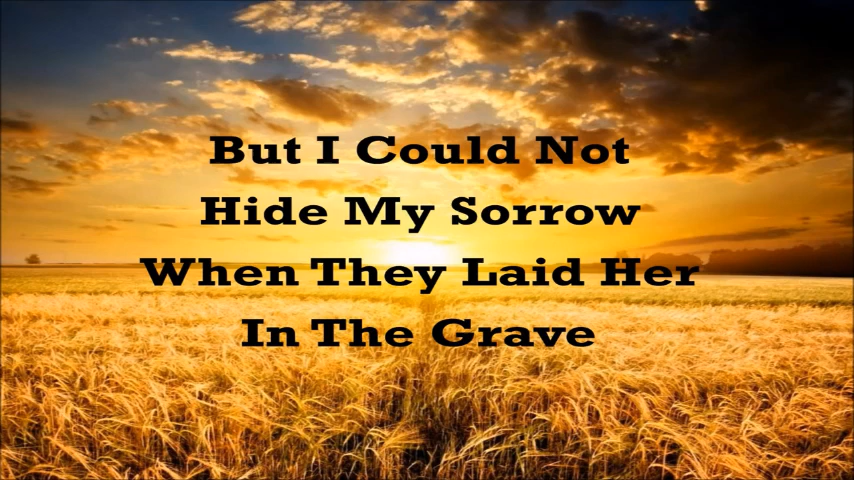 But I Could Not
Hide My Sorrow
When They Laid Her
In The Grave